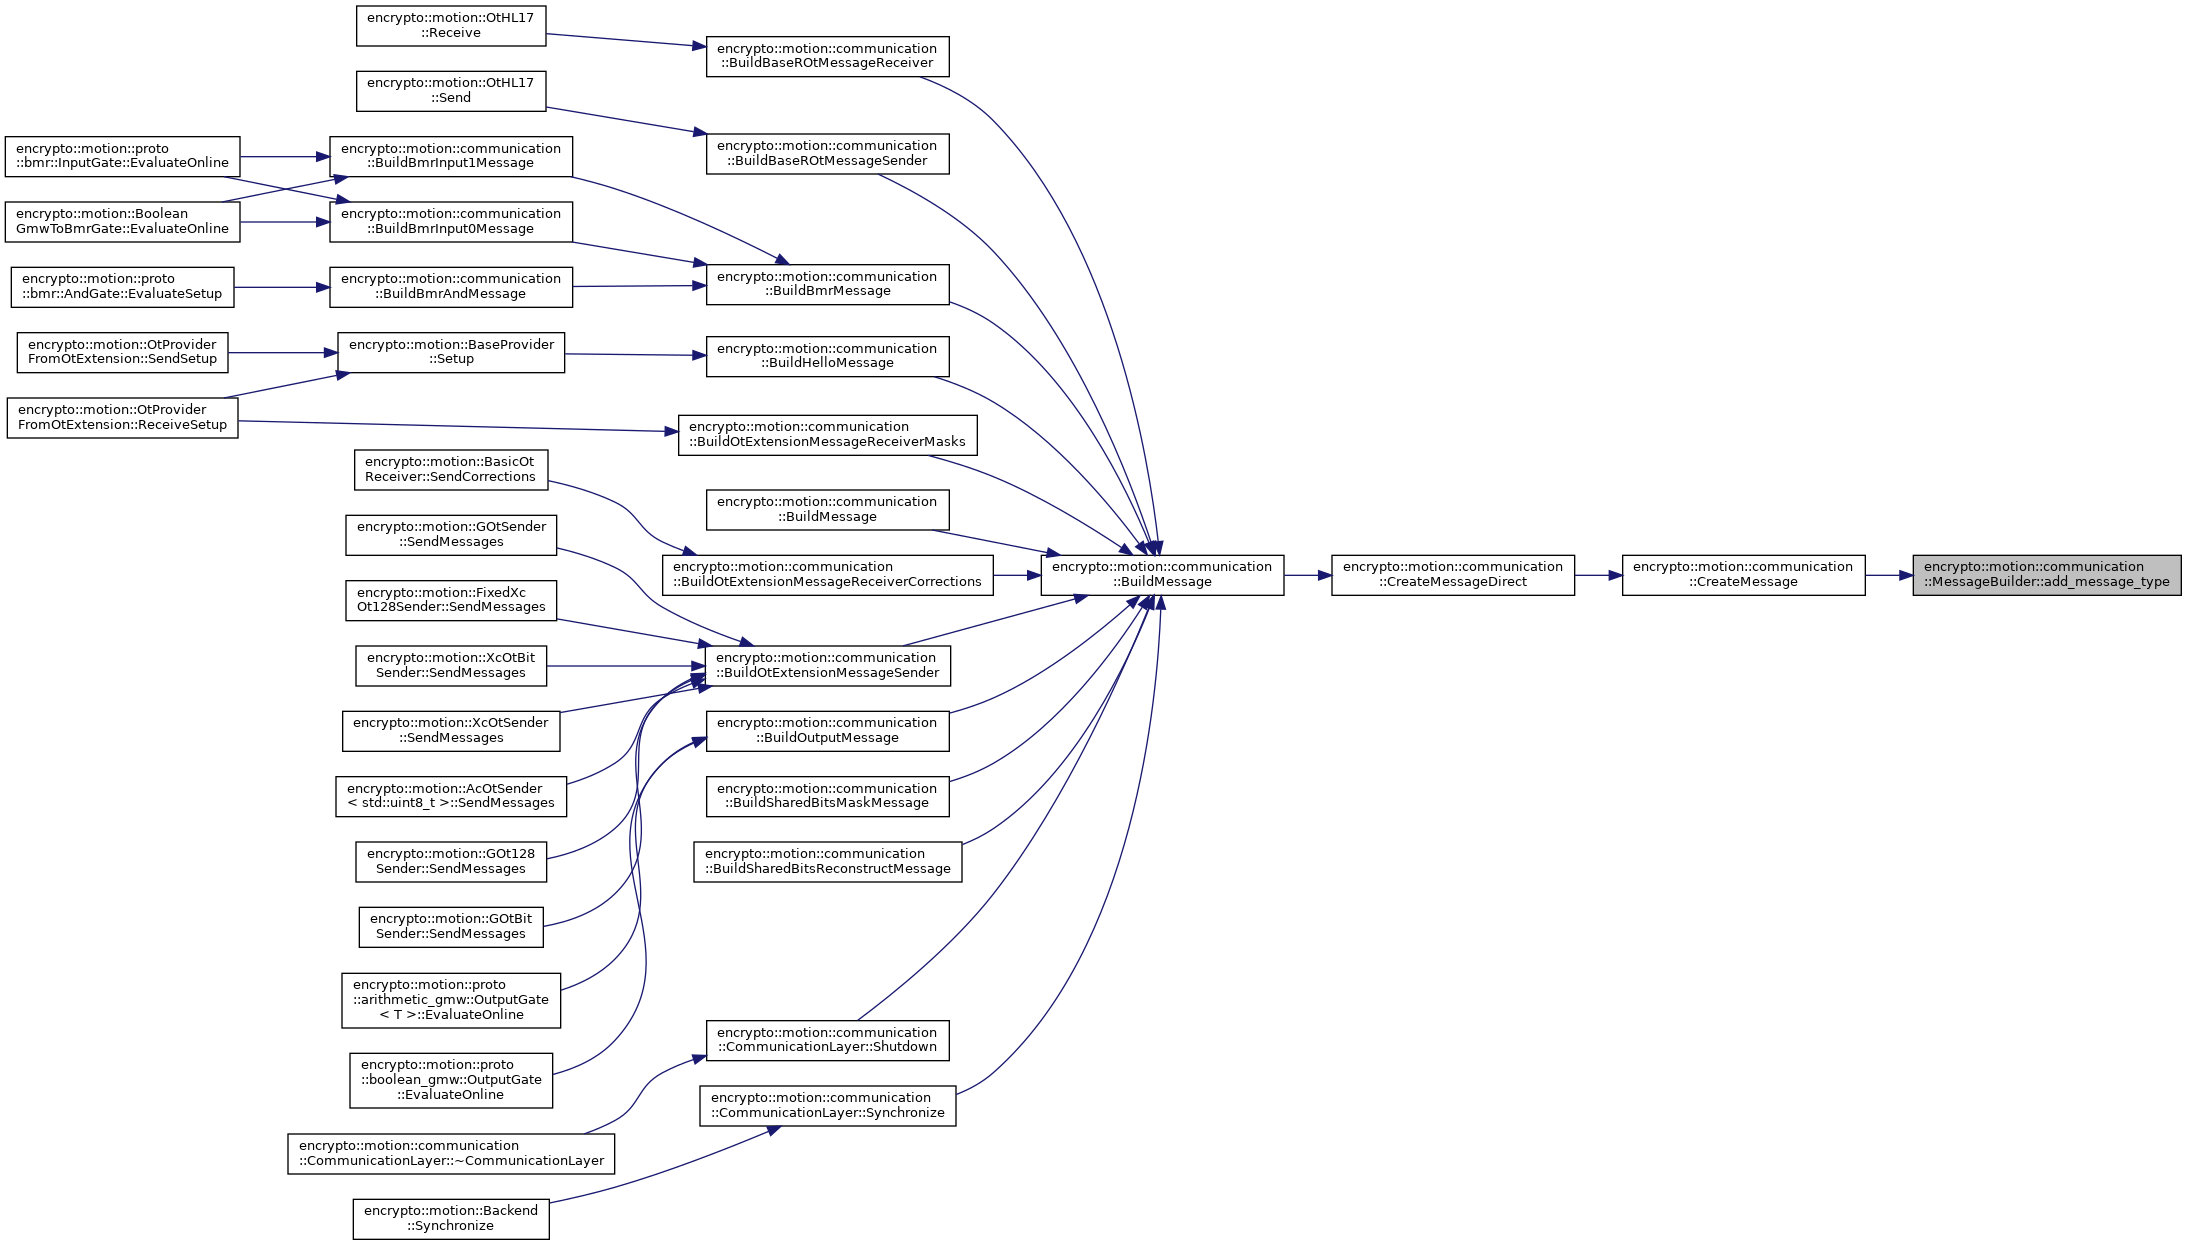 encrypto::motion::OtHL17
::Receive
encrypto::motion::communication
::BuildBaseROtMessageReceiver
encrypto::motion::OtHL17
::Send
encrypto::motion::communication
::BuildBaseROtMessageSender
encrypto::motion::proto
::bmr::InputGate::EvaluateOnline
encrypto::motion::communication
::BuildBmrInput1Message
encrypto::motion::Boolean
GmwToBmrGate::EvaluateOnline
encrypto::motion::communication
::BuildBmrInput0Message
encrypto::motion::proto
::bmr::AndGate::EvaluateSetup
encrypto::motion::communication
::BuildBmrAndMessage
encrypto::motion::communication
::BuildBmrMessage
encrypto::motion::OtProvider
FromOtExtension::SendSetup
encrypto::motion::BaseProvider
::Setup
encrypto::motion::communication
::BuildHelloMessage
encrypto::motion::OtProvider
FromOtExtension::ReceiveSetup
encrypto::motion::communication
::BuildOtExtensionMessageReceiverMasks
encrypto::motion::BasicOt
Receiver::SendCorrections
encrypto::motion::communication
::BuildMessage
encrypto::motion::GOtSender
::SendMessages
encrypto::motion::communication
::BuildOtExtensionMessageReceiverCorrections
encrypto::motion::communication
::BuildMessage
encrypto::motion::communication
::CreateMessageDirect
encrypto::motion::communication
::CreateMessage
encrypto::motion::communication
::MessageBuilder::add_message_type
encrypto::motion::FixedXc
Ot128Sender::SendMessages
encrypto::motion::XcOtBit
Sender::SendMessages
encrypto::motion::communication
::BuildOtExtensionMessageSender
encrypto::motion::XcOtSender
::SendMessages
encrypto::motion::communication
::BuildOutputMessage
encrypto::motion::AcOtSender
< std::uint8_t >::SendMessages
encrypto::motion::communication
::BuildSharedBitsMaskMessage
encrypto::motion::GOt128
Sender::SendMessages
encrypto::motion::communication
::BuildSharedBitsReconstructMessage
encrypto::motion::GOtBit
Sender::SendMessages
encrypto::motion::proto
::arithmetic_gmw::OutputGate
< T >::EvaluateOnline
encrypto::motion::communication
::CommunicationLayer::Shutdown
encrypto::motion::proto
::boolean_gmw::OutputGate
::EvaluateOnline
encrypto::motion::communication
::CommunicationLayer::Synchronize
encrypto::motion::communication
::CommunicationLayer::~CommunicationLayer
encrypto::motion::Backend
::Synchronize